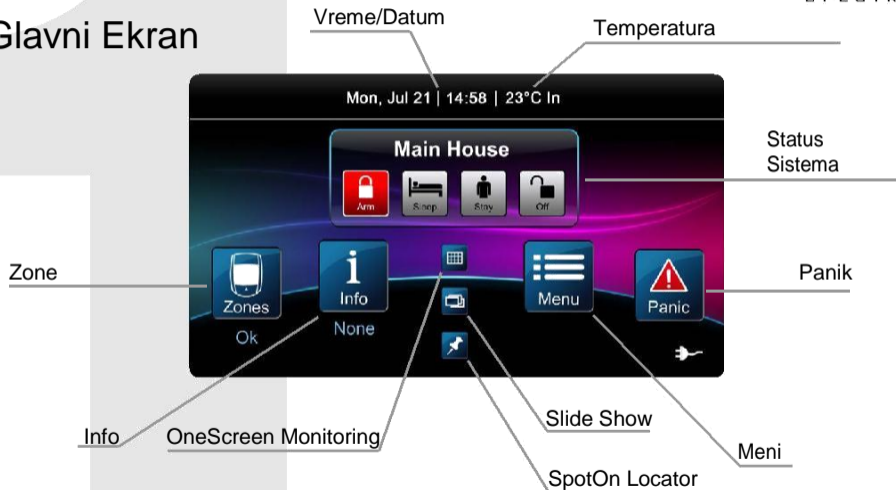 Vreme/Datum
Temperatura
Glavni Ekran
Mon, Jul 21 | 14:58 | 23°C In
Main House
Status
Sistema
Arm
Sleep
Stay
Off
Zone
Panik
Zones
Info
Menu
Panic
Ok
None
Slide Show
Info
OneScreen Monitoring
Meni
SpotOn Locator